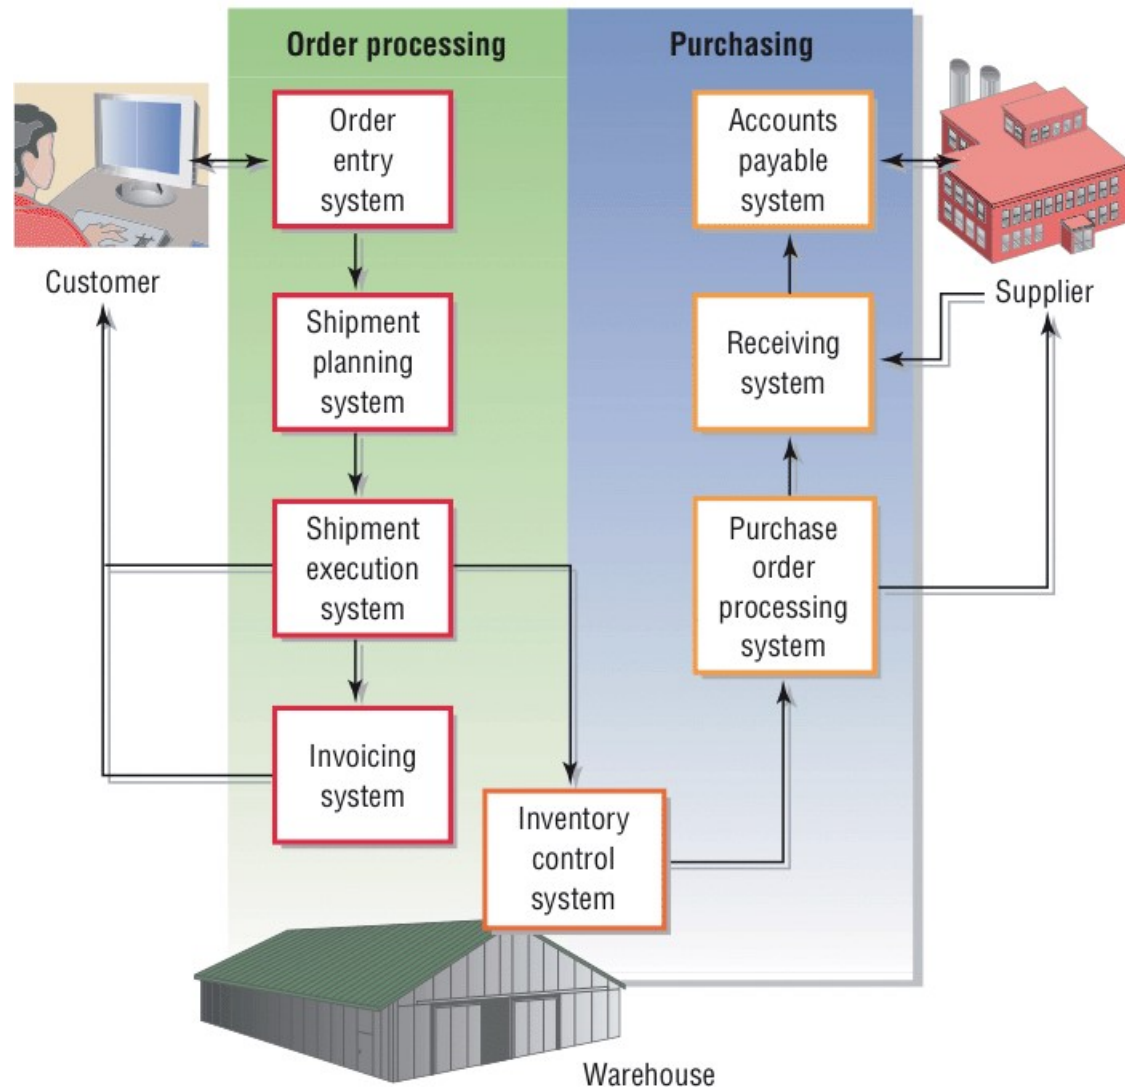 Order processing
Purchasing
Order
entry
system
Accounts
payable
system
Customer
Supplier
Shipment
planning
system
Receiving
system
Shipment
execution
system
Purchase
order
processing
system
Invoicing
system
Inventory
control
system
Warehouse